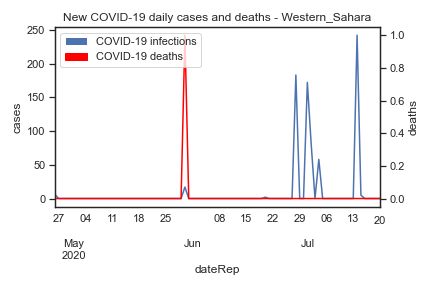 New COVID-19 daily cases and deaths - Western_Sahara
COVID-19 infections
COVID-19 deaths
250
200
150
100
50
0
cases
1.0
0.8
0.6
0.4
0.2
0.0
deaths
27 04 11 18 25 08 15 22 29 06 13 20
May Jun Jul
2020
dateRep